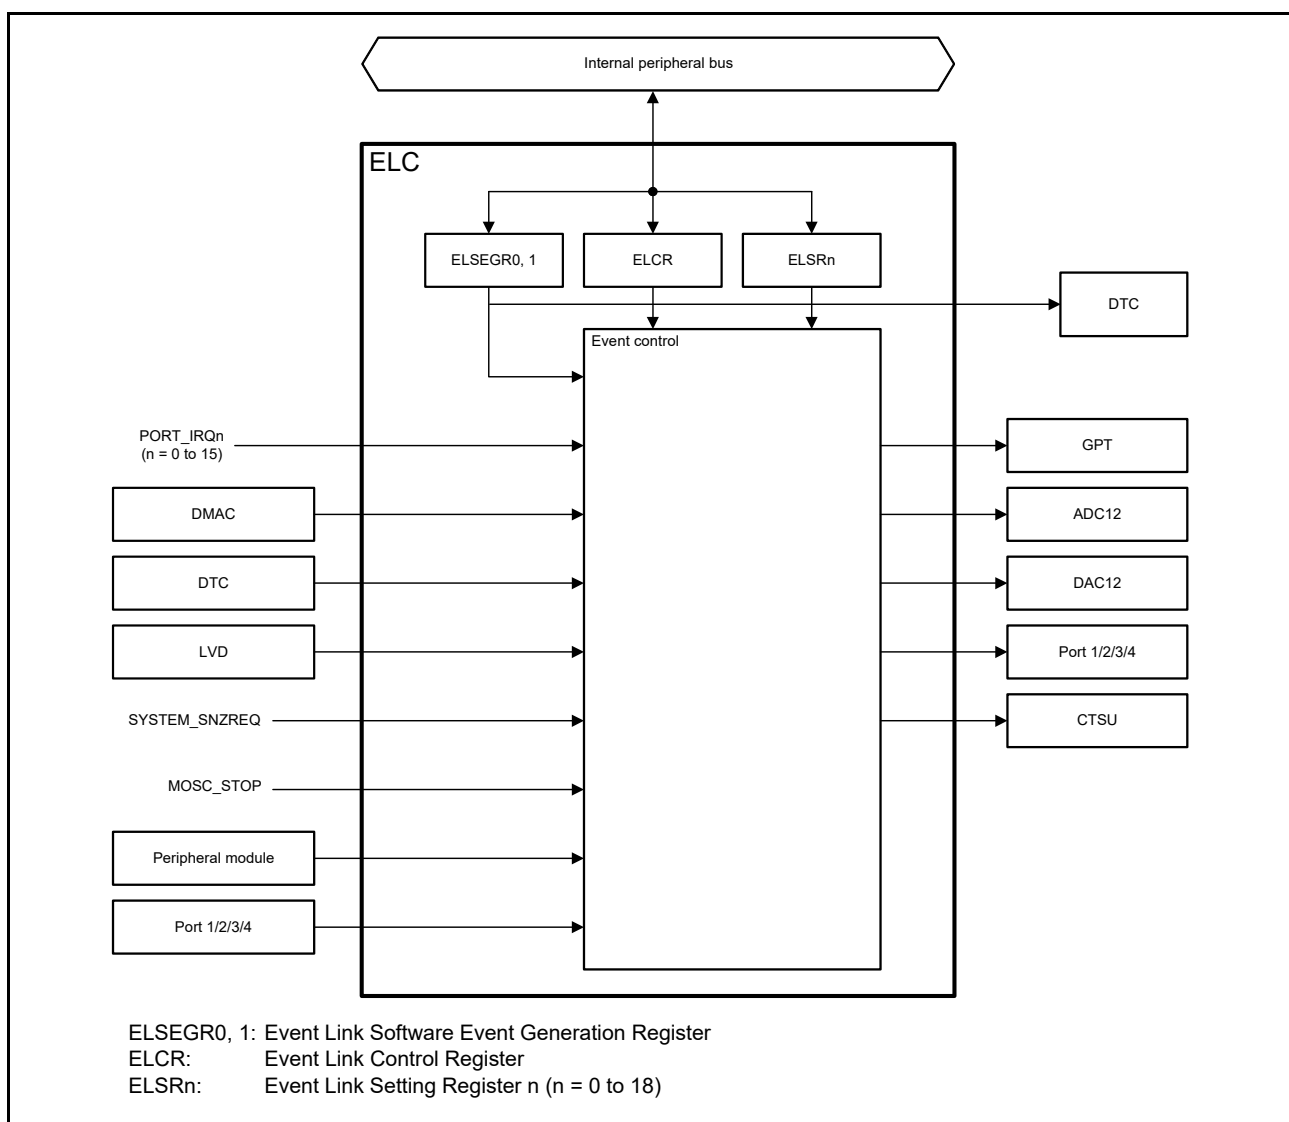 Internal peripheral bus
ELC
ELSEGR0, 1
ELCR
ELSRn
DTC
Event control
PORT_IRQn
(n = 0 to 15)
GPT
DMAC
ADC12
DTC
DAC12
LVD
Port 1/2/3/4
SYSTEM_SNZREQ
CTSU
MOSC_STOP
Peripheral module
Port 1/2/3/4
ELSEGR0, 1: Event Link Software Event Generation Register
ELCR: Event Link Control Register
ELSRn: Event Link Setting Register n (n = 0 to 18)